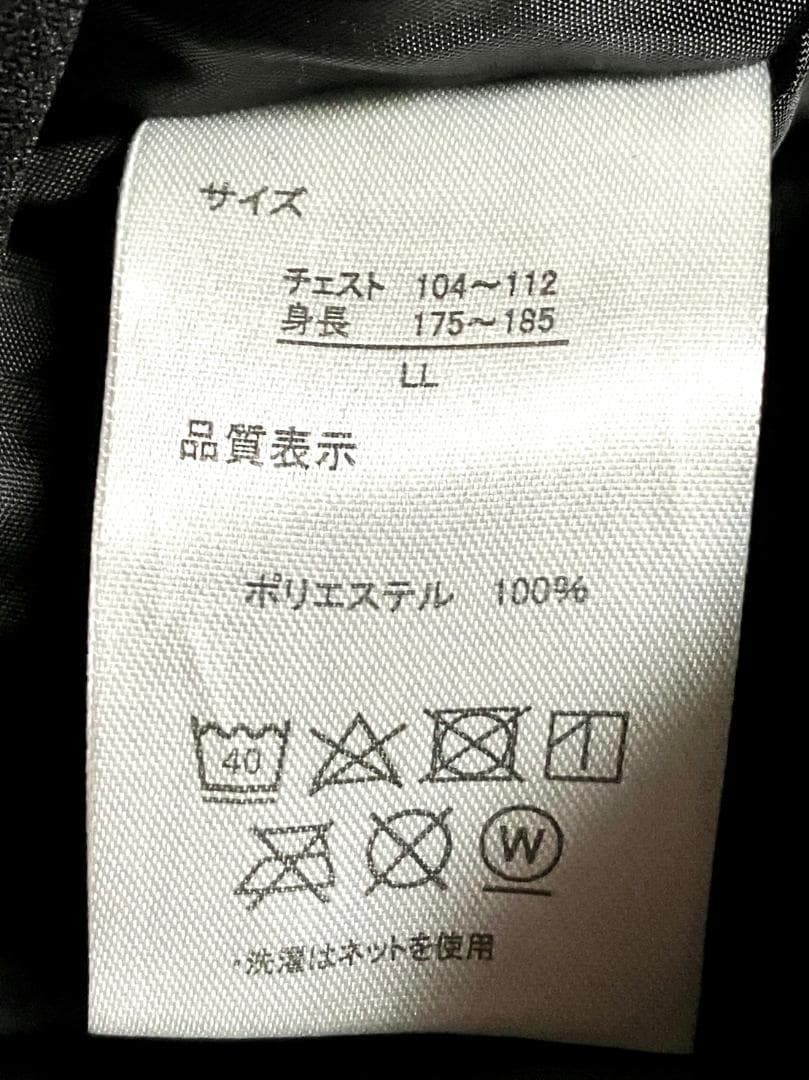 サイズ
チェスト 104～112
身長 175～185
LL
品質表示
ポリエステル 100%
40
W
・洗濯はネットを使用